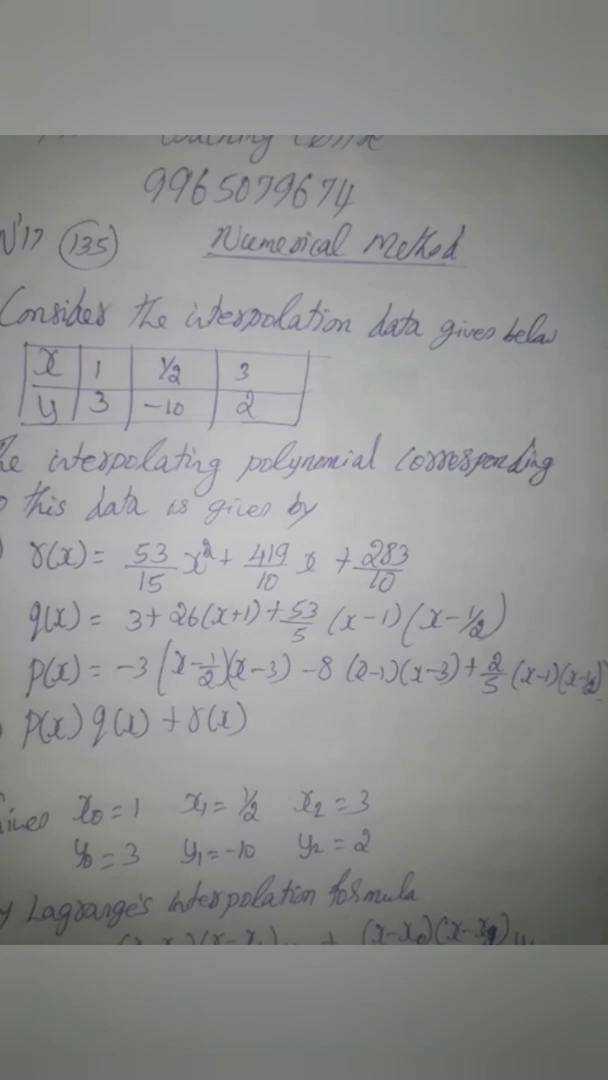 9965079674
N'17 (135) Numerical Method
Consider the interpolation data given below
x 1 1/2 3
y 3 -10 2
he interpolating polynomial corresponding
this data is given by
r(x) = 53/15 x² + 419/10 x + 283/10
q(x) = 3 + 26(x+1) + 53/5 (x-1)(x-1/2)
p(x) = -3(x-1/2)(x-3) - 8(x-1)(x-3) + 2/5 (x-1)(x-1/2)
p(x) q(x) + r(x)
x0 = 1 x1 = 1/2 x2 = 3
y0 = 3 y1 = -10 y2 = 2
y Lagrange's interpolation formula